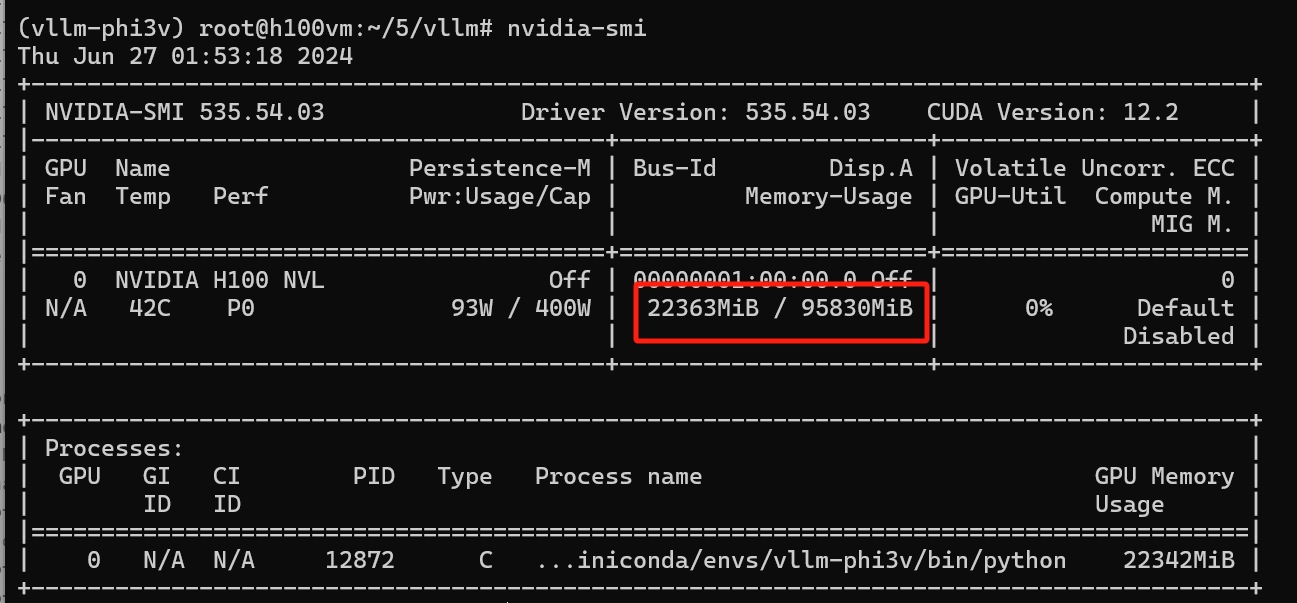 (vllm-phi3v) root@h100vm:~/5/vllm# nvidia-smi
Thu Jun 27 01:53:18 2024
+-----------------------------------------------------------------------------------------+
| NVIDIA-SMI 535.54.03              Driver Version: 535.54.03    CUDA Version: 12.2     |
|-----------------------------------------+----------------------+----------------------+
| GPU  Name                 Persistence-M | Bus-Id        Disp.A | Volatile Uncorr. ECC |
| Fan  Temp   Perf          Pwr:Usage/Cap |         Memory-Usage | GPU-Util  Compute M. |
|                                         |                      |               MIG M. |
|=========================================+======================+======================|
|   0  NVIDIA H100 NVL                Off | 00000001:00:00.0 Off |                    0 |
| N/A   42C    P0              93W / 400W |  22363MiB / 95830MiB |      0%      Default |
|                                         |                      |             Disabled |
+-----------------------------------------+----------------------+----------------------+
+---------------------------------------------------------------------------------------+
| Processes:                                                                            |
|  GPU   GI   CI        PID   Type   Process name                            GPU Memory |
|        ID   ID                                                             Usage      |
|=======================================================================================|
|    0   N/A  N/A     12872      C   ...iniconda/envs/vllm-phi3v/bin/python    22342MiB |
+---------------------------------------------------------------------------------------+